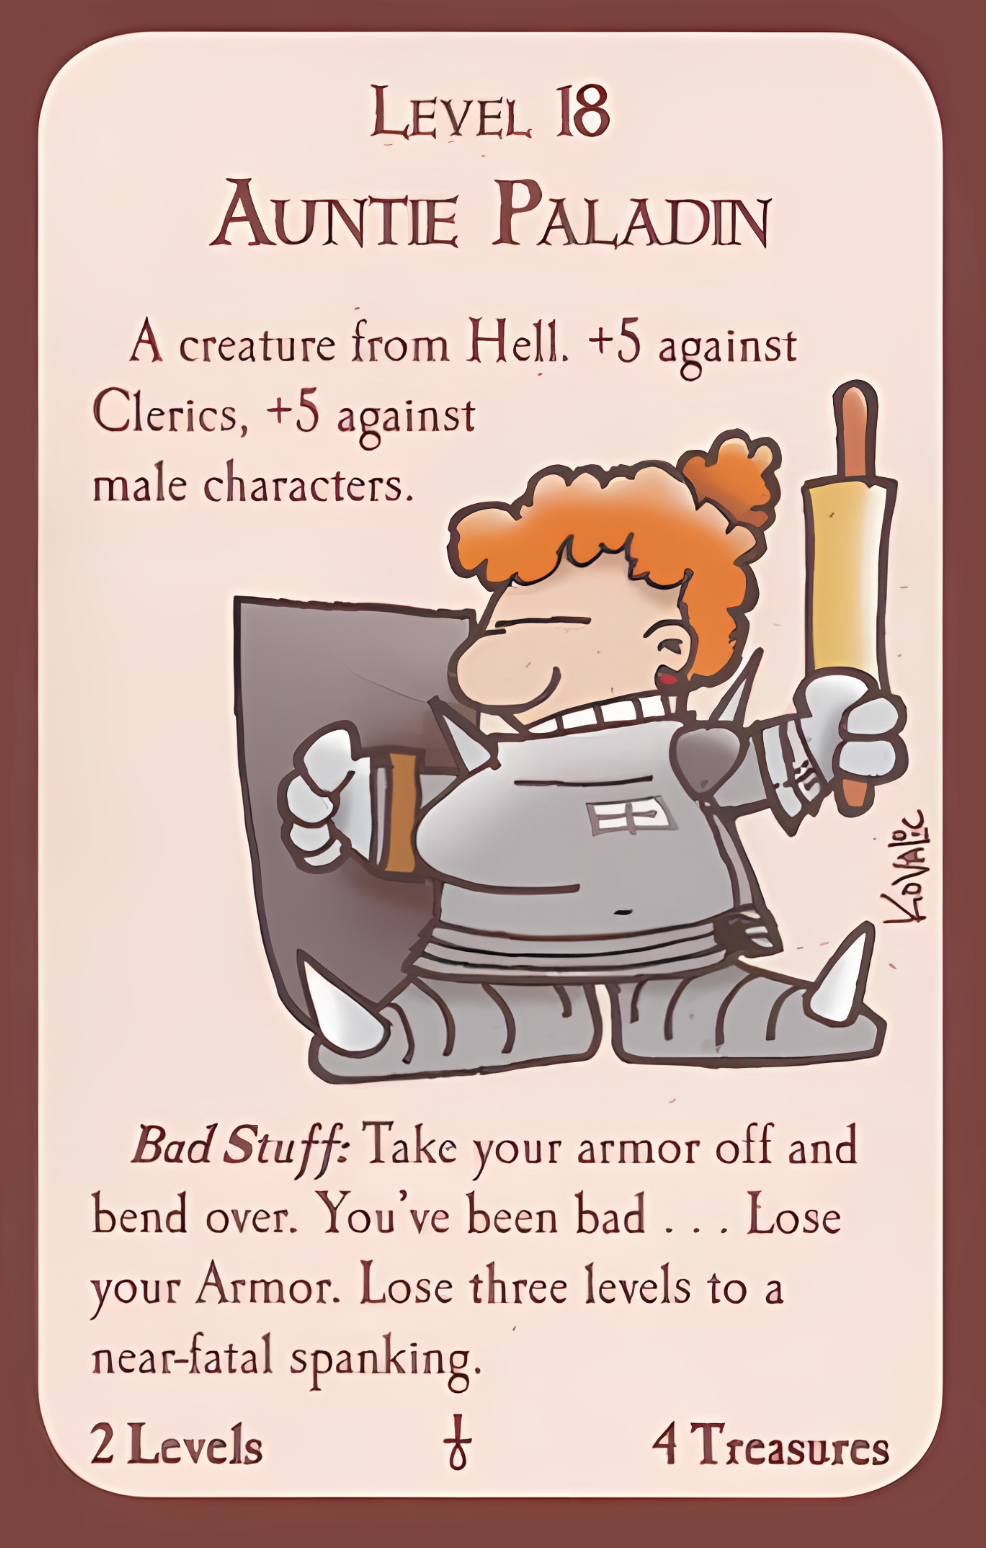 Level 18
Auntie Paladin
A creature from Hell. +5 against
Clerics, +5 against
male characters.
Kovalic
Bad Stuff: Take your armor off and
bend over. You've been bad . . . Lose
your Armor. Lose three levels to a
near-fatal spanking.
2 Levels
4 Treasures